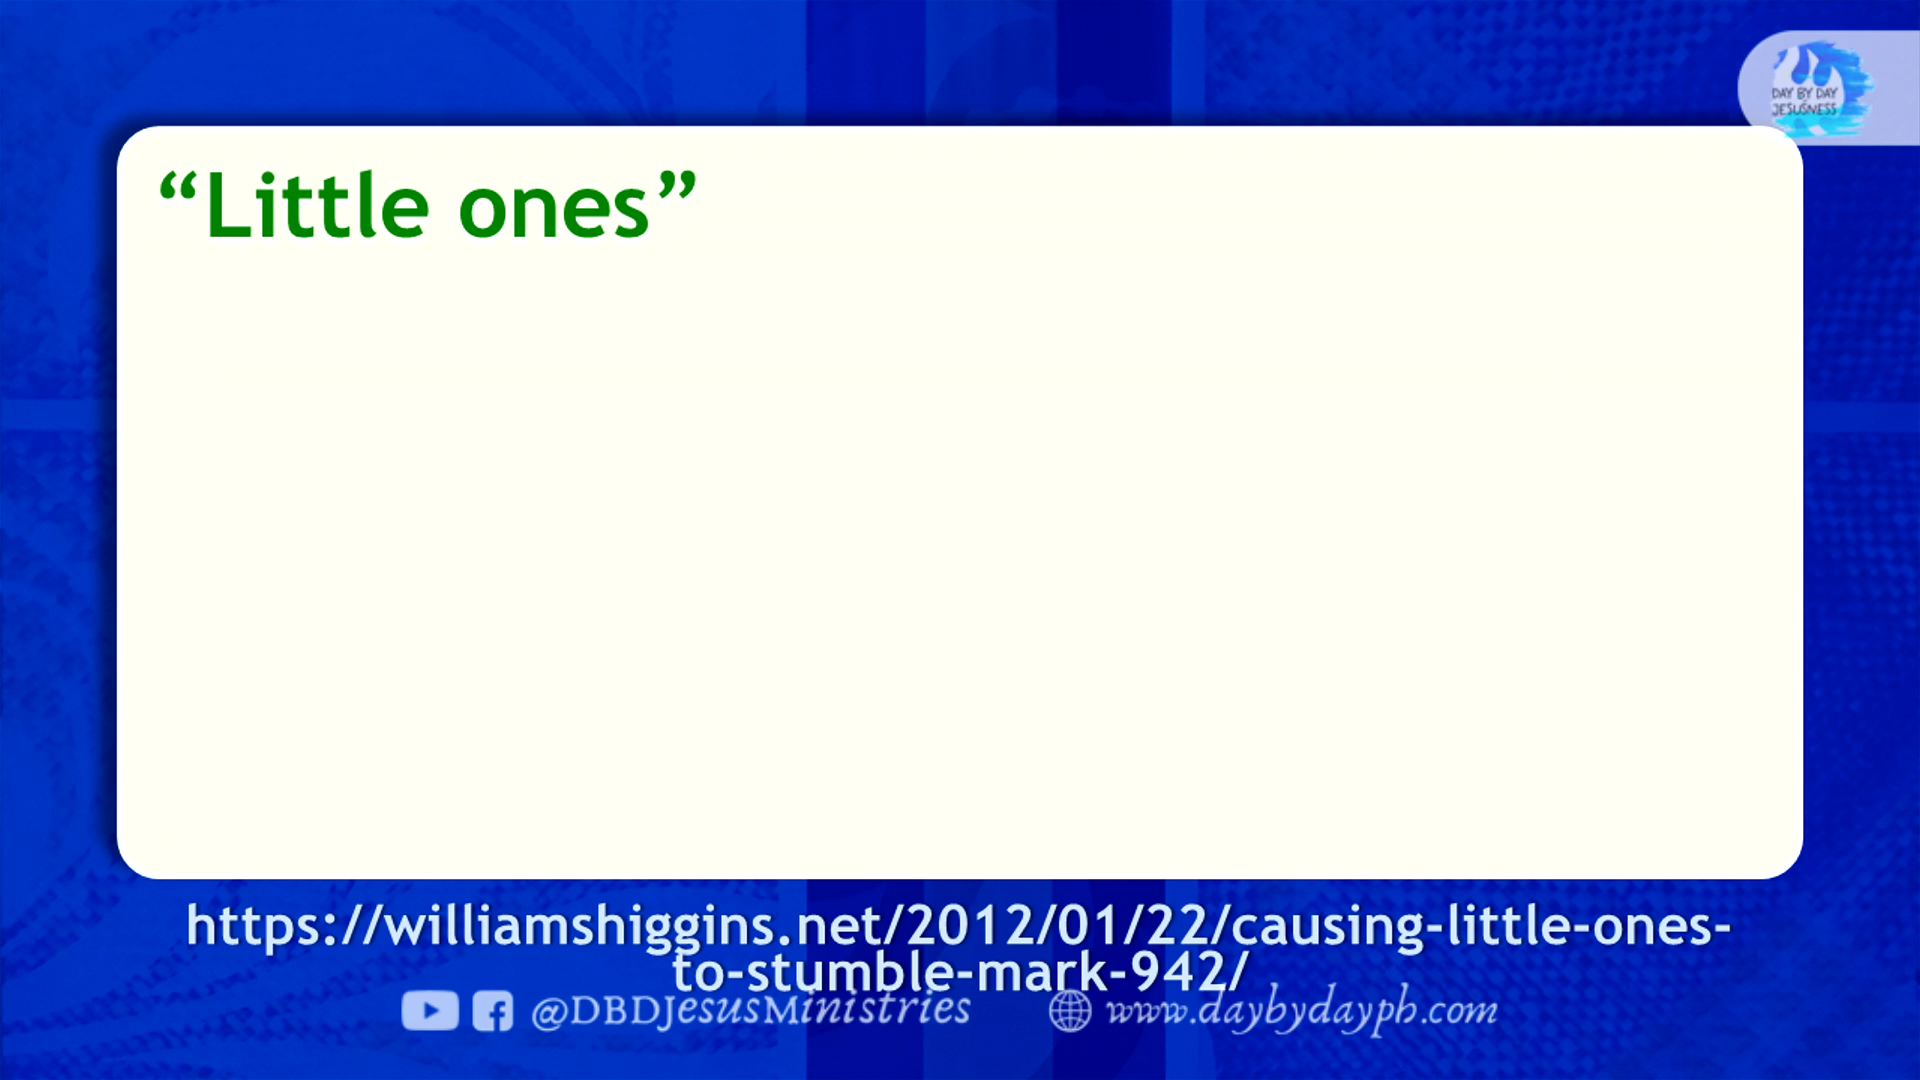 DAY BY DAY
JESUSNESS
“Little ones”
https://williamshiggins.net/2012/01/22/causing-little-ones-
to-stumble-mark-942/
@DBDJesusMinistries www.daybydayph.com